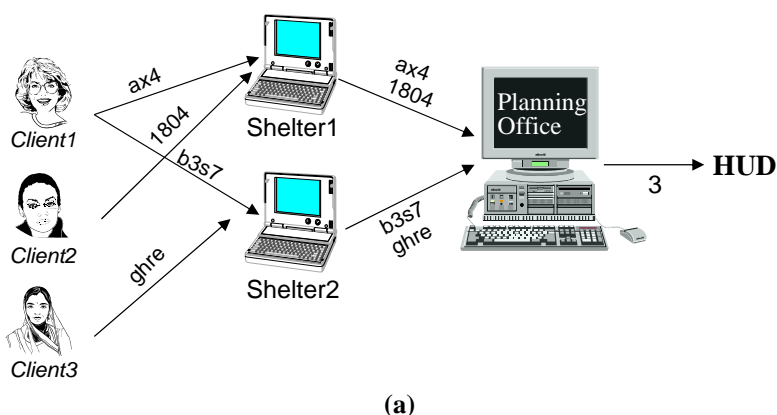 Client1
Client2
Client3
ax4
1804
b3s7
ghre
Shelter1
Shelter2
ax4
1804
b3s7
ghre
Planning
Office
3
HUD
(a)